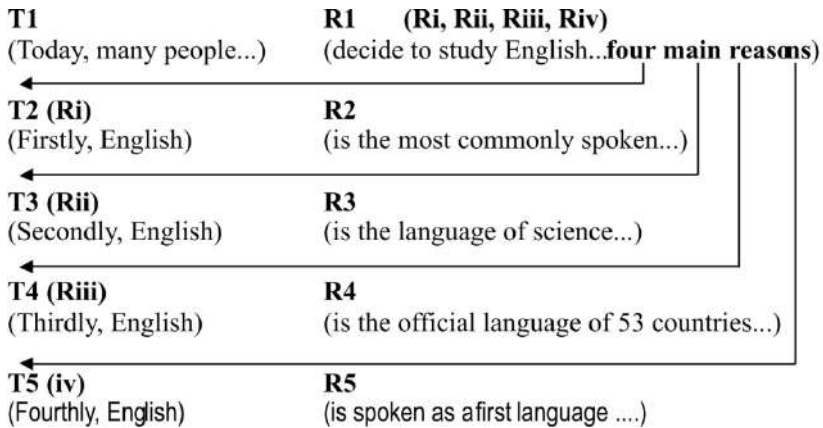 T1 R1 (Ri, Rii, Riii, Riv)
(Today, many people...) (decide to study English...four main reasons)
T2 (Ri) R2
(Firstly, English) (is the most commonly spoken...)
T3 (Rii) R3
(Secondly, English) (is the language of science...)
T4 (Riii) R4
(Thirdly, English) (is the official language of 53 countries...)
T5 (iv) R5
(Fourthly, English) (is spoken as afirst language ....)